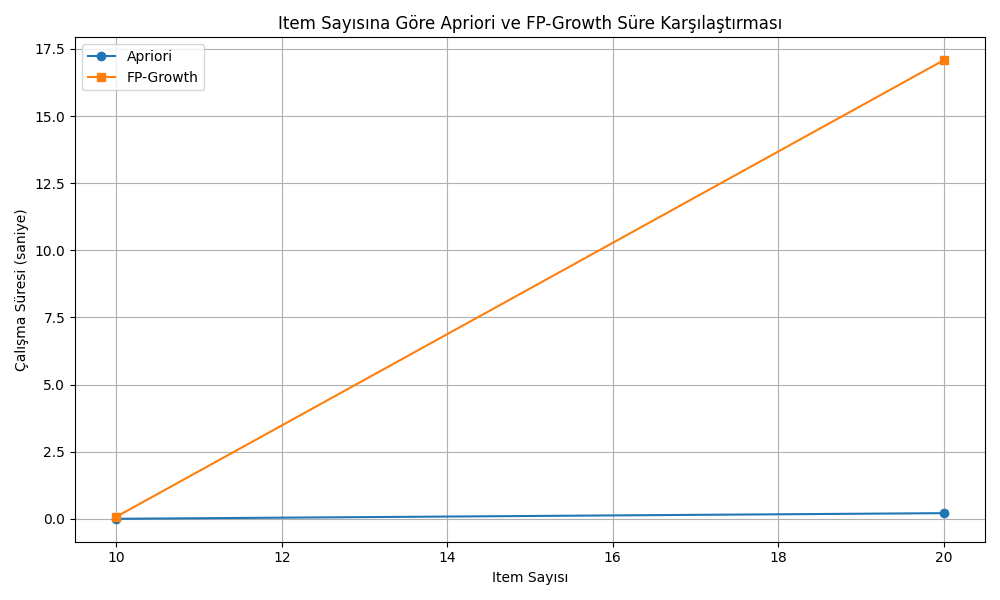 Item Sayısına Göre Apriori ve FP-Growth Süre Karşılaştırması
Apriori
FP-Growth
Çalışma Süresi (saniye)
17.5
15.0
12.5
10.0
7.5
5.0
2.5
0.0
10 12 14 16 18 20
Item Sayısı